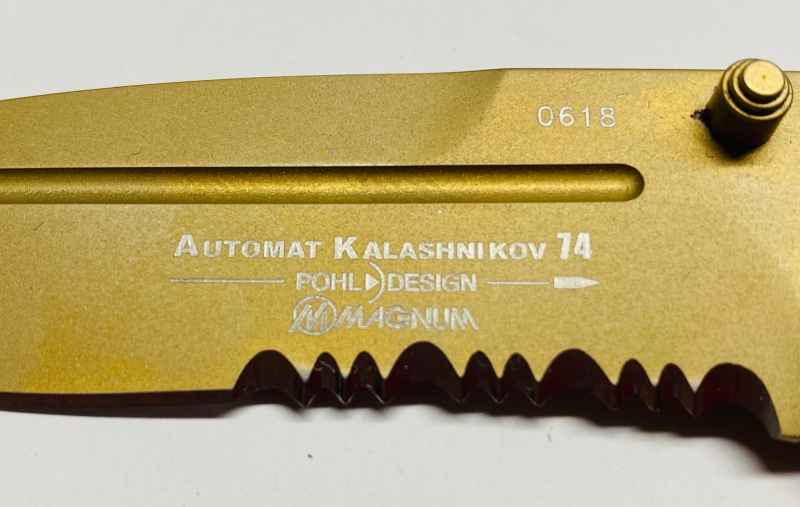 0618
AUTOMAT KALASHNIKOV 74
POHL DESIGN
M MAGNUM